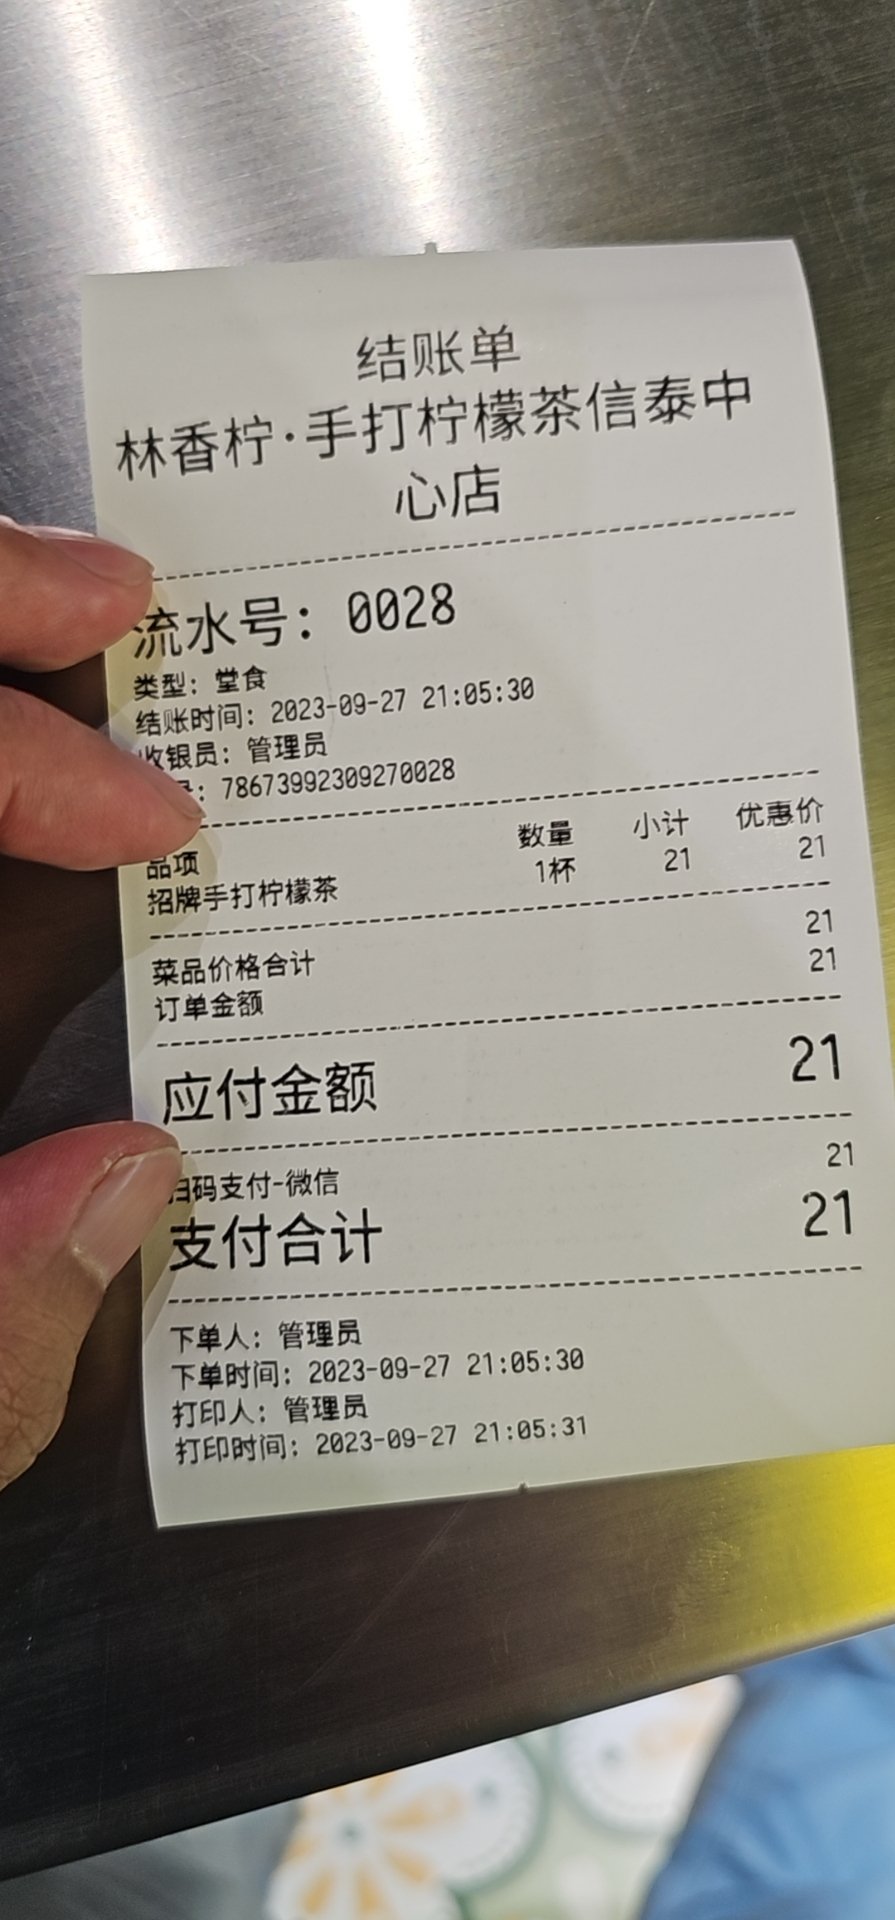 结账单
林香柠·手打柠檬茶信泰中
心店
流水号：0028
类型：堂食
结账时间：2023-09-27 21:05:30
收银员：管理员
：78673992309270028
品项 数量 小计 优惠价
招牌手打柠檬茶 1杯 21 21
菜品价格合计 21
订单金额 21
应付金额 21
扫码支付-微信 21
支付合计 21
下单人：管理员
下单时间：2023-09-27 21:05:30
打印人：管理员
打印时间：2023-09-27 21:05:31